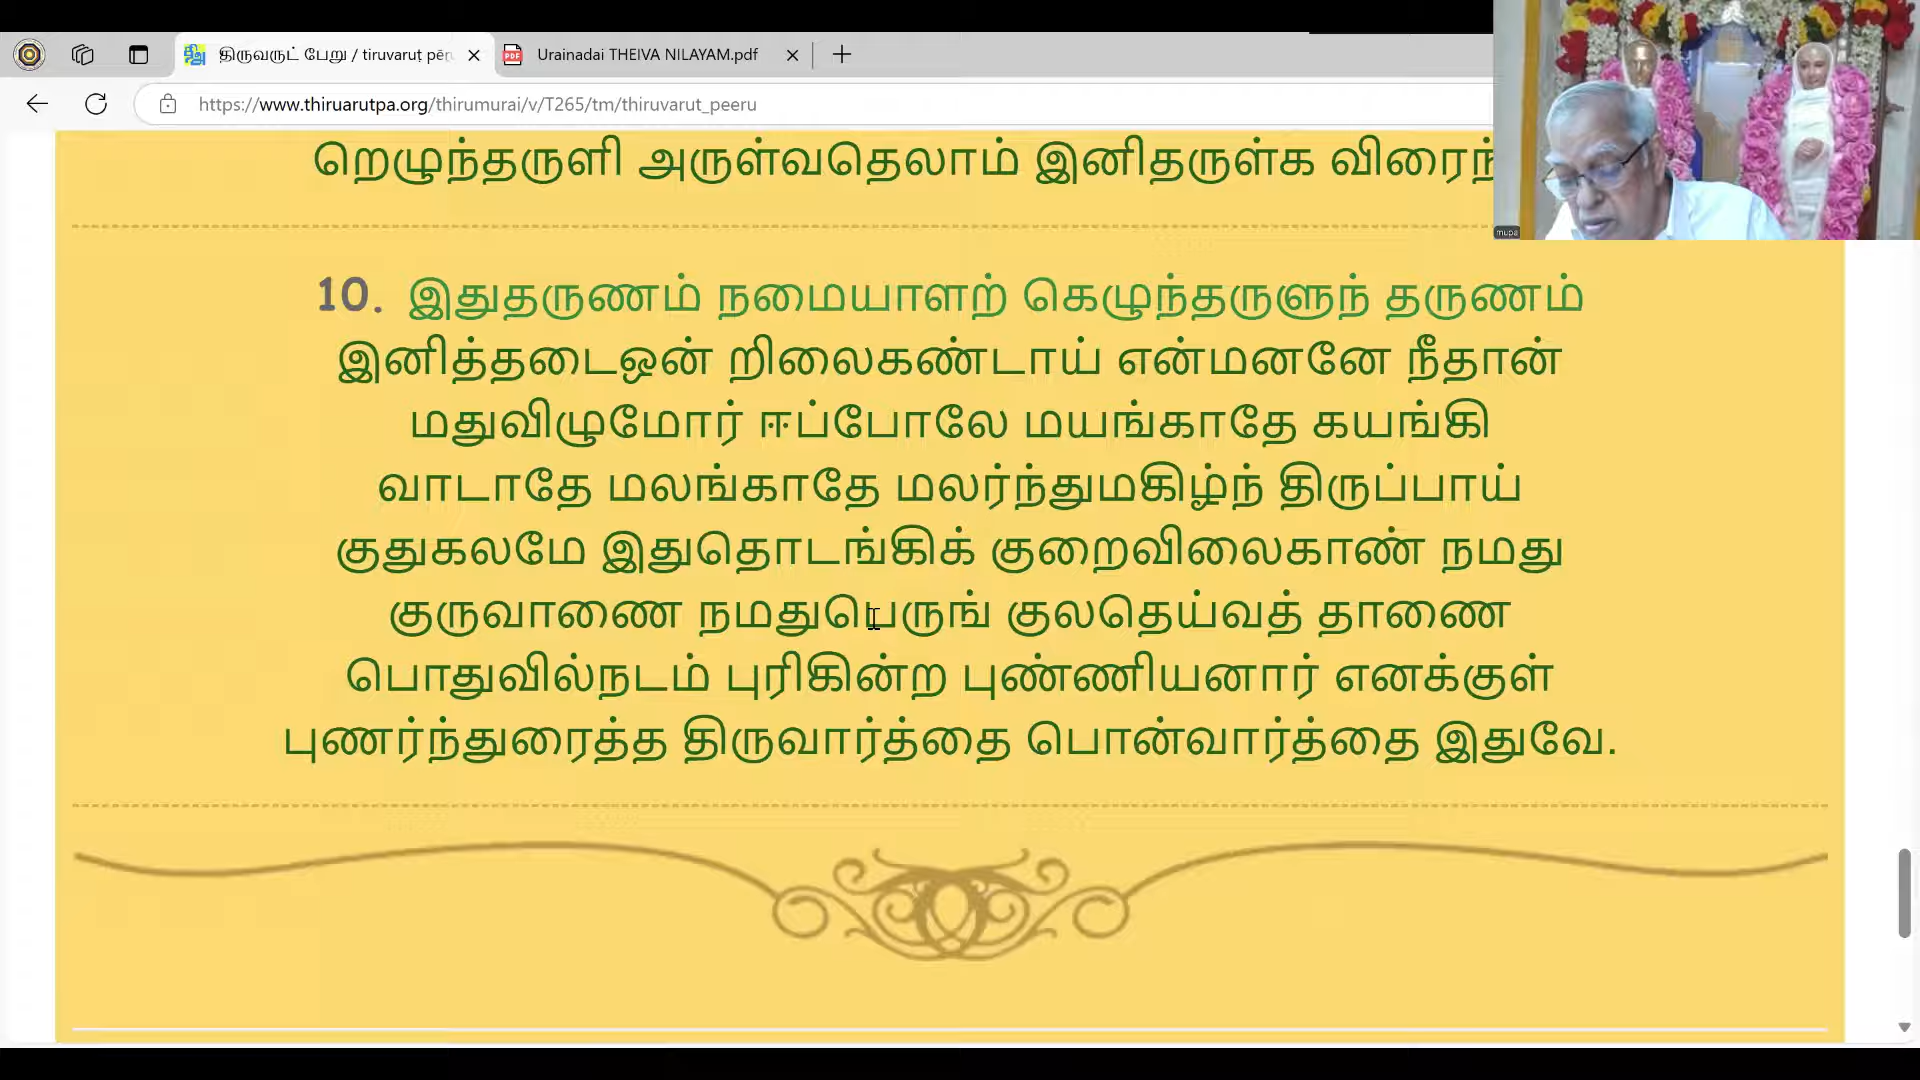 திருவருட் பேறு / tiruvaruṭ pēṟ
Urainadai THEIVA NILAYAM.pdf
https://www.thiruarutpa.org/thirumurai/v/T265/tm/thiruvarut_peeru
றெழுந்தருளி அருள்வதெலாம் இனிதருள்க
10. இதுதருணம் நமையாளற் கெழுந்தருளுந் தருணம்
இனித்தடைஒன் றிலைகண்டாய் என்மனனே நீதான்
மதுவிழுமோர் ஈப்போலே மயங்காதே கயங்கி
வாடாதே மலங்காதே மலர்ந்துமகிழ்ந் திருப்பாய்
குதுகலமே இதுதொடங்கிக் குறைவிலைகாண் நமது
குருவாணை நமதுபெருங் குலதெய்வத் தாணை
பொதுவில்நடம் புரிகின்ற புண்ணியனார் எனக்குள்
புணர்ந்துரைத்த திருவார்த்தை பொன்வார்த்தை இதுவே.
mupa